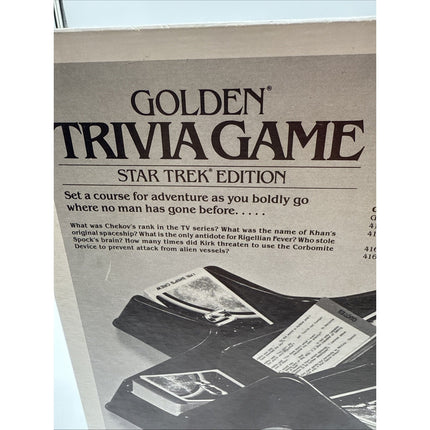 GOLDEN®
TRIVIA GAME
STAR TREK® EDITION
Set a course for adventure as you boldly go
where no man has gone before. . . . .
What was Chekov's rank in the TV series? What was the name of Khan's
original spaceship? What is the only antidote for Rigellian Fever? Who stole
Spock's brain? How many times did Kirk threaten to use the Corbomite
Device to prevent attack from alien vessels?